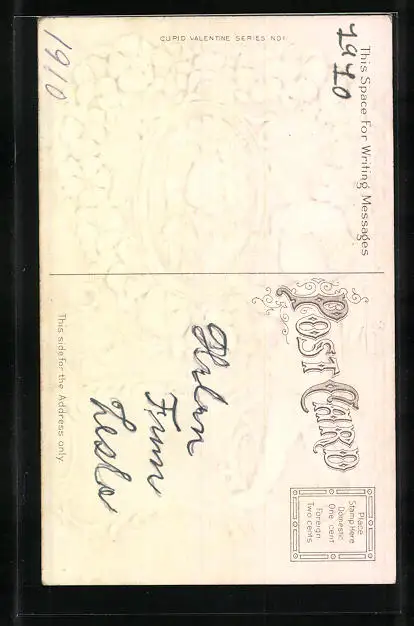 CUPID VALENTINE SERIES NO1
1910
1910
This Space For Writing Messages
POST CARD
Place
Stamp Here
Domestic
One cent
Foreign
Two cents
Helen
This side for the Address only.